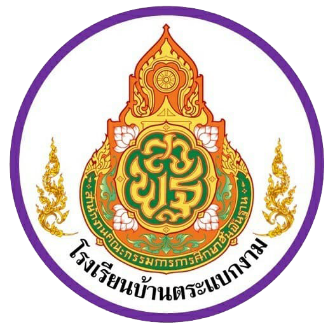 สำนักงานคณะกรรมการการศึกษาขั้นพื้นฐาน
โรงเรียนบ้านตระแบกงาม